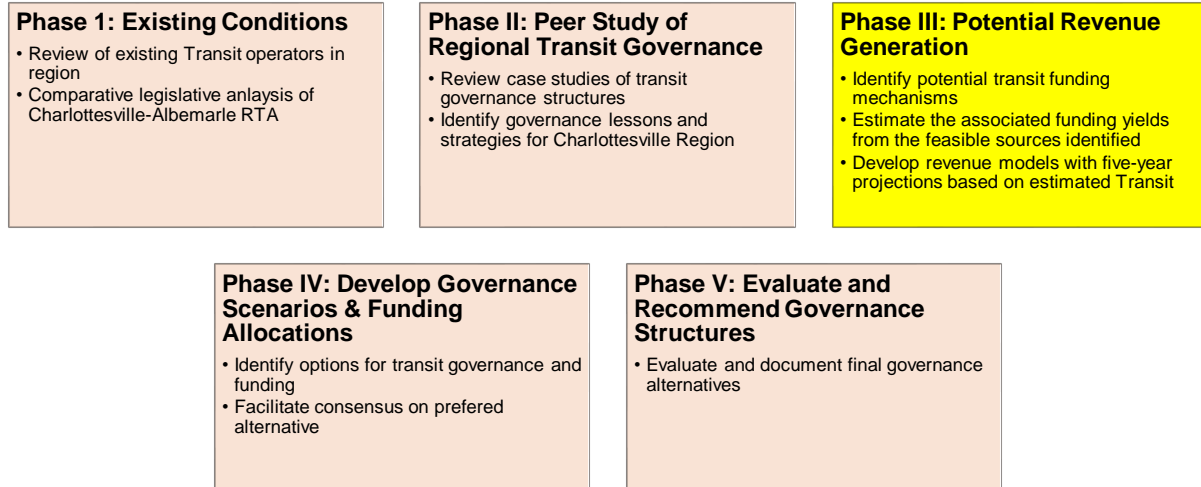 Phase 1: Existing Conditions
• Review of existing Transit operators in
region
• Comparative legislative anlaysis of
Charlottesville-Albemarle RTA
Phase II: Peer Study of
Regional Transit Governance
• Review case studies of transit
governance structures
• Identify governance lessons and
strategies for Charlottesville Region
Phase III: Potential Revenue
Generation
• Identify potential transit funding
mechanisms
• Estimate the associated funding yields
from the feasible sources identified
• Develop revenue models with five-year
projections based on estimated Transit
Phase IV: Develop Governance
Scenarios & Funding
Allocations
• Identify options for transit governance and
funding
• Facilitate consensus on prefered
alternative
Phase V: Evaluate and
Recommend Governance
Structures
• Evaluate and document final governance
alternatives